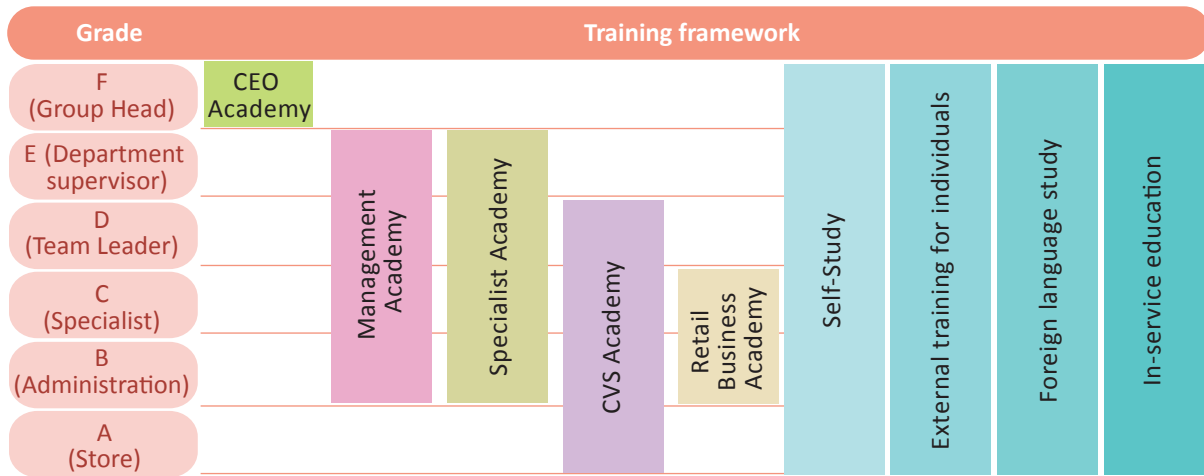 Grade
Training framework
F
(Group Head)
E (Department
supervisor)
D
(Team Leader)
C
(Specialist)
B
(Administration)
A
(Store)
CEO
Academy
Management
Academy
Specialist Academy
CVS Academy
Retail
Business
Academy
Self-Study
External training for individuals
Foreign language study
In-service education